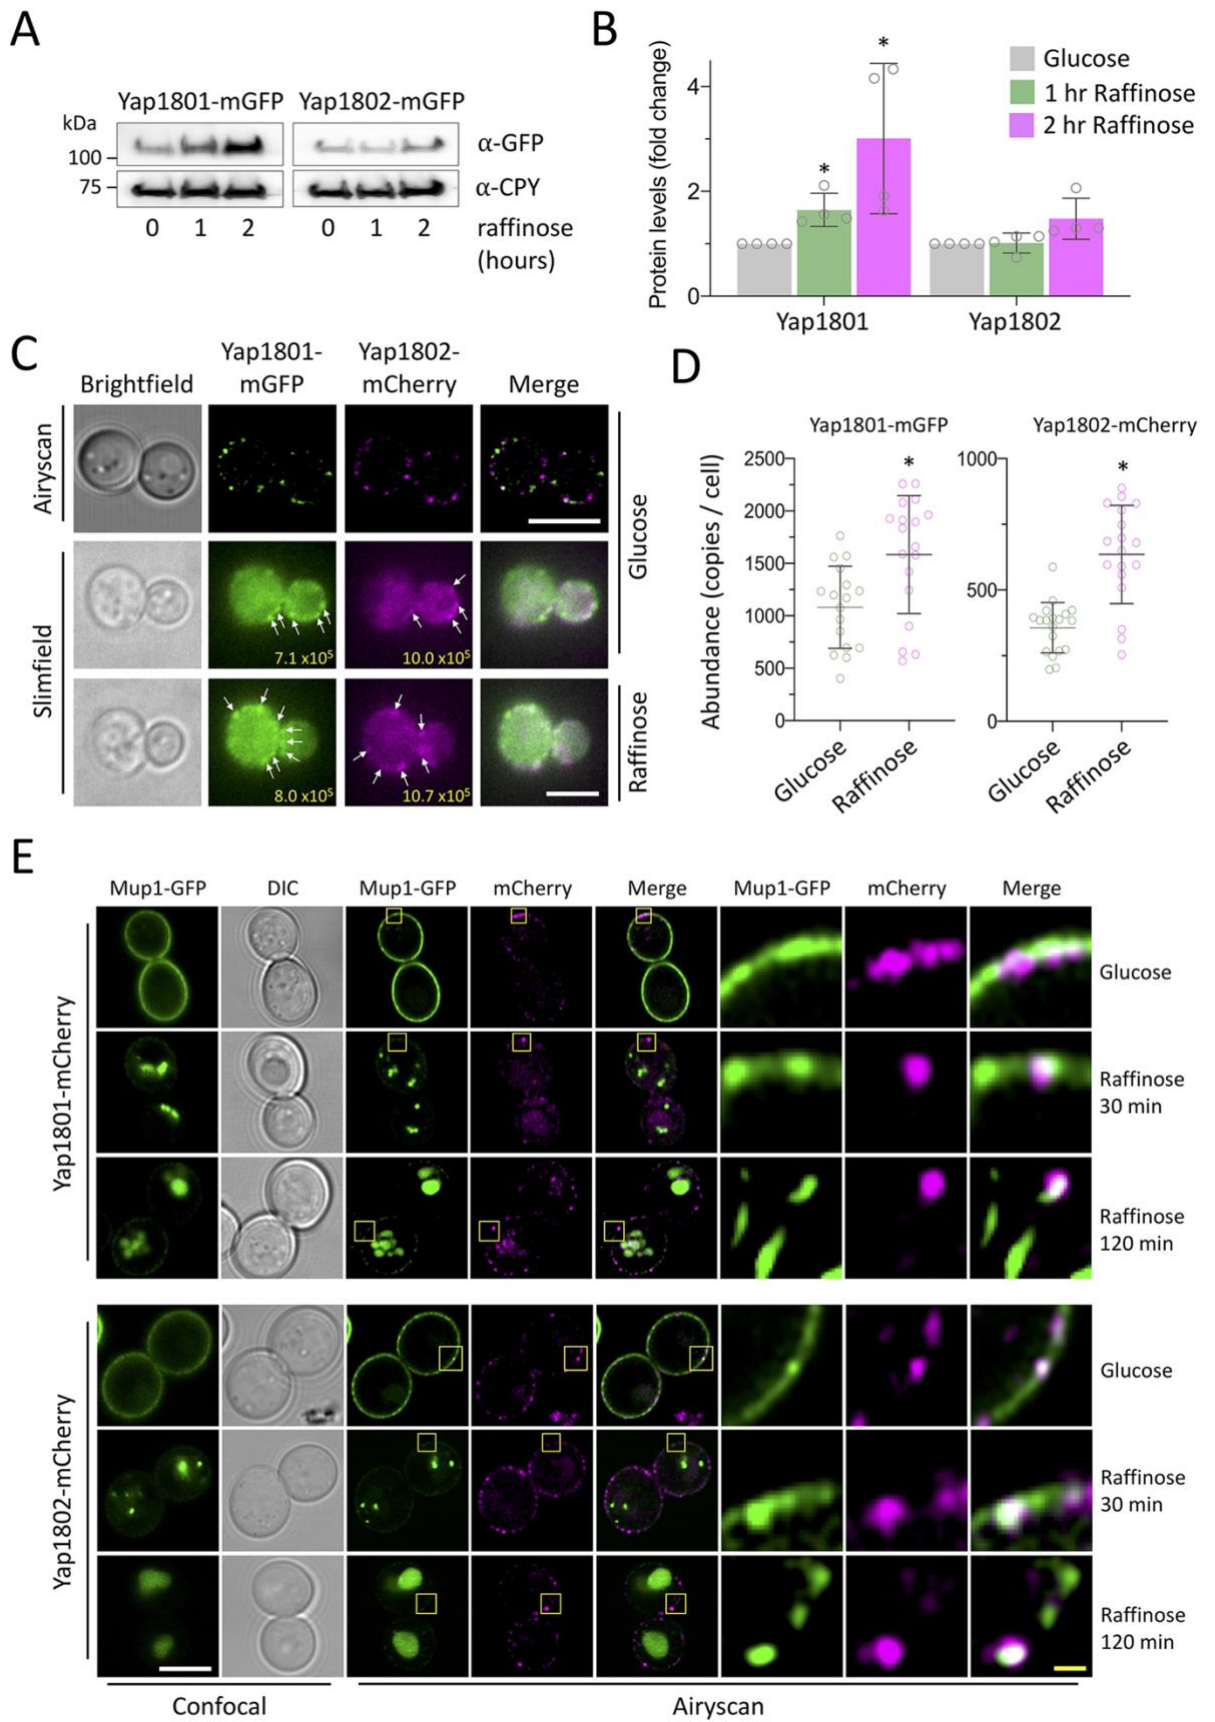 A
Yap1801-mGFP Yap1802-mGFP
kDa
100
α-GFP
75
α-CPY
0 1 2 0 1 2 raffinose
(hours)
B
Protein levels (fold change)
4
2
0
*
*
Glucose
1 hr Raffinose
2 hr Raffinose
Yap1801 Yap1802
C
Brightfield
Yap1801-
mGFP
Yap1802-
mCherry
Merge
Airyscan
Slimfield
Glucose
Raffinose
7.1 x10⁵
10.0 x10⁵
8.0 x10⁵
10.7 x10⁵
D
Yap1801-mGFP
Yap1802-mCherry
Abundance (copies / cell)
2500
2000
1500
1000
500
0
*
Glucose
Raffinose
1000
500
0
*
Glucose
Raffinose
E
Mup1-GFP DIC Mup1-GFP mCherry Merge Mup1-GFP mCherry Merge
Yap1801-mCherry
Glucose
Raffinose
30 min
Raffinose
120 min
Yap1802-mCherry
Glucose
Raffinose
30 min
Raffinose
120 min
Confocal Airyscan